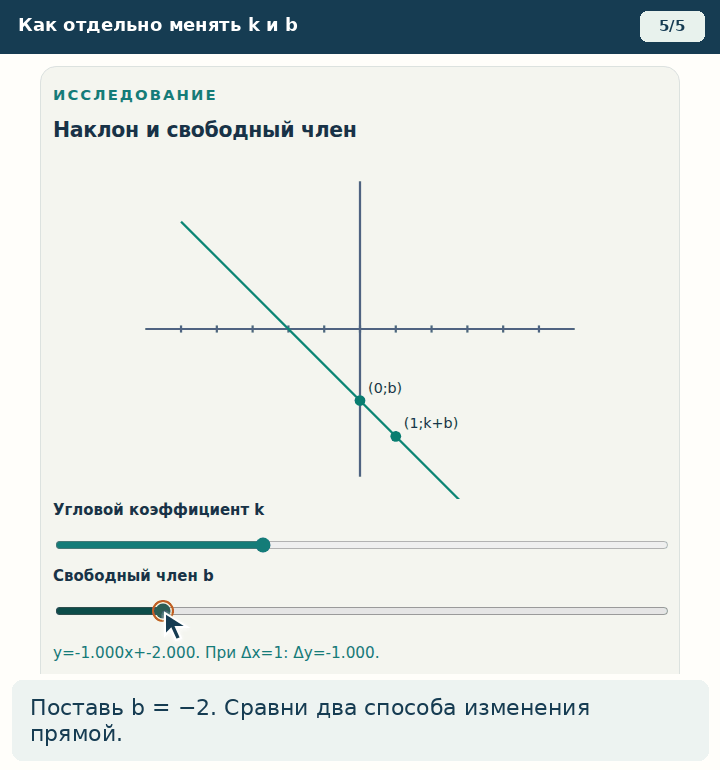 Как отдельно менять k и b
5/5
ИССЛЕДОВАНИЕ
Наклон и свободный член
(0;b)
(1;k+b)
Угловой коэффициент k
Свободный член b
y=-1.000x+-2.000. При Δx=1: Δy=-1.000.
Поставь b = −2. Сравни два способа изменения
прямой.